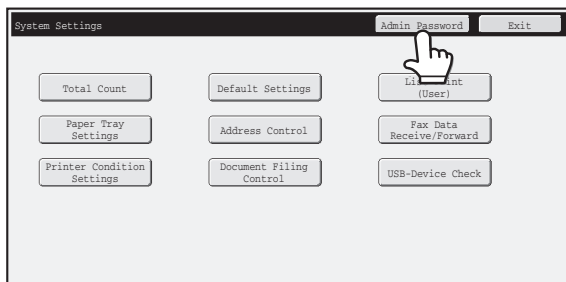 System Settings
Admin Password
Exit
Total Count
Default Settings
(User)
Paper Tray
Settings
Address Control
Fax Data
Receive/Forward
Printer Condition
Settings
Document Filing
Control
USB-Device Check